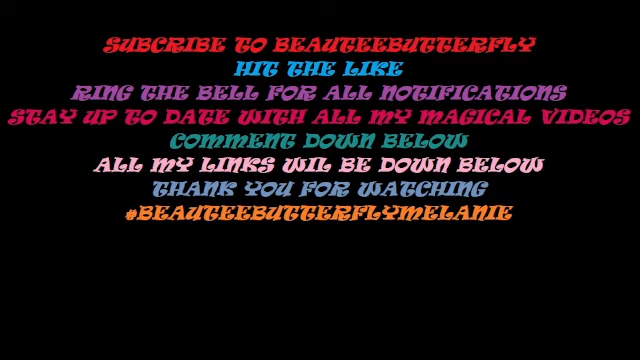 SUBCRIBE TO BEAUTEEBUTTERFLY
HIT THE LIKE
RING THE BELL FOR ALL NOTIFICATIONS
STAY UP TO DATE WITH ALL MY MAGICAL VIDEOS
COMMENT DOWN BELOW
ALL MY LINKS WIL BE DOWN BELOW
THANK YOU FOR WATCHING
#BEAUTEEBUTTERFLYMELANIE